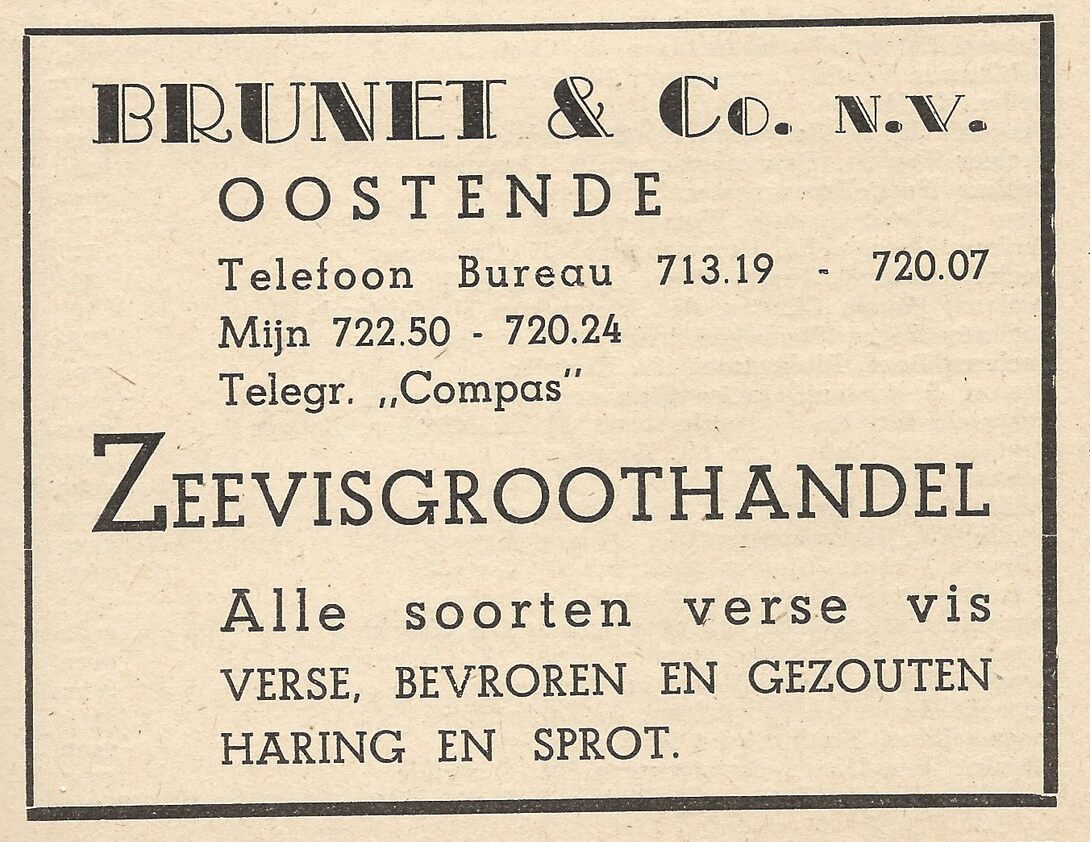 BRUNET & Co. N.V.
OOSTENDE
Telefoon Bureau 713.19 - 720.07
Mijn 722.50 - 720.24
Telegr. „Compas”
ZEEVISGROOTHANDEL
Alle soorten verse vis
VERSE, BEVROREN EN GEZOUTEN
HARING EN SPROT.